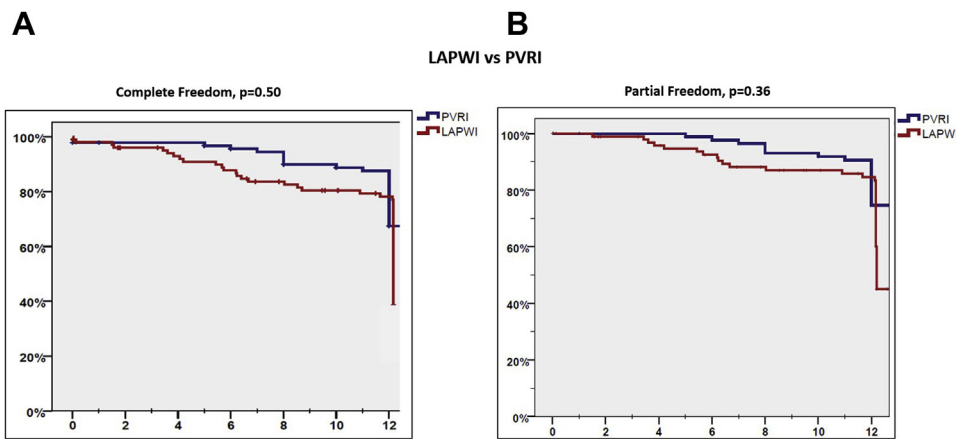 A
B
LAPWI vs PVRI
Complete Freedom, p=0.50
PVRI
LAPWI
100%
80%
60%
40%
20%
0%
0 2 4 6 8 10 12
Partial Freedom, p=0.36
PVRI
LAPW
100%
80%
60%
40%
20%
0%
0 2 4 6 8 10 12